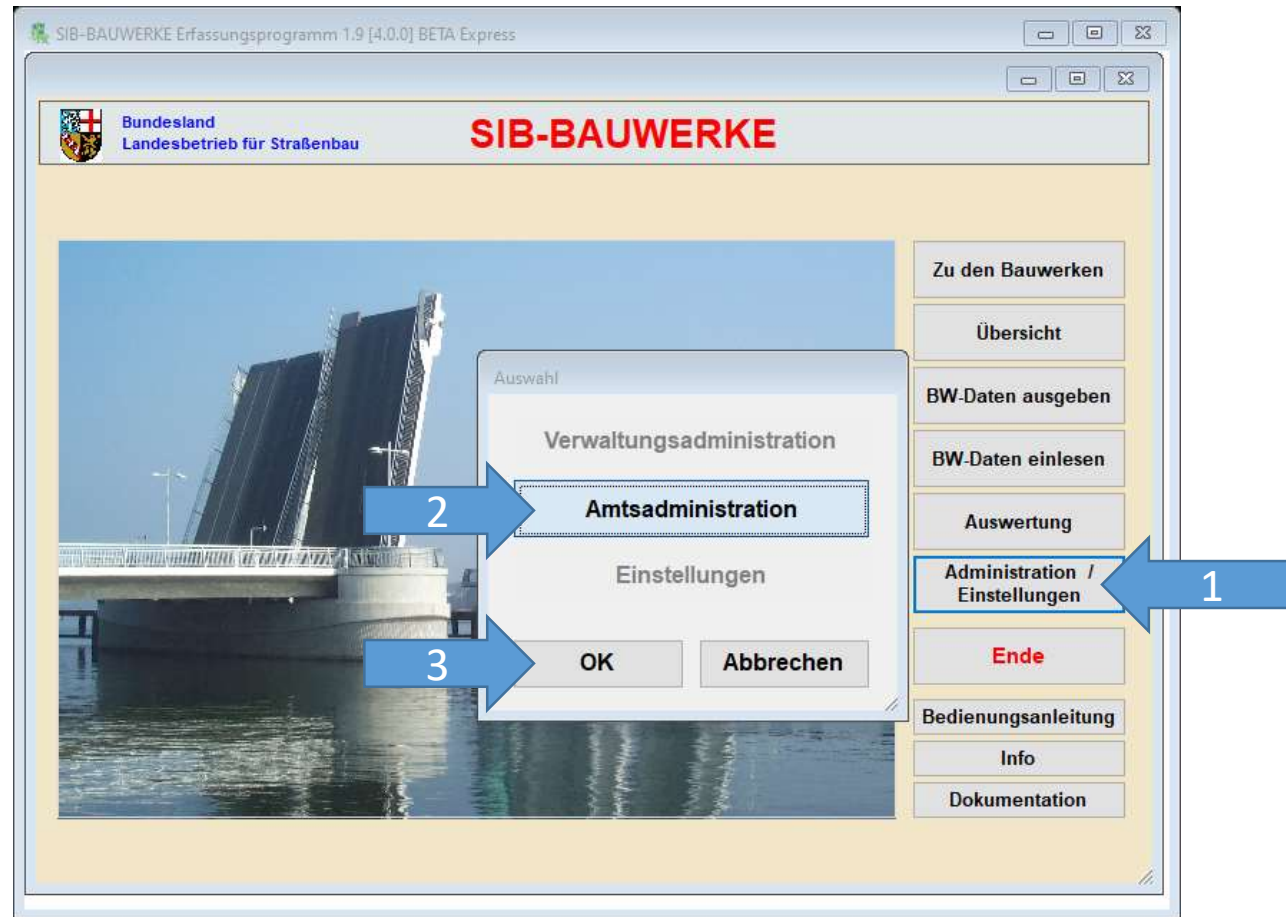 SIB-BAUWERKE Erfassungsprogramm 1.9 [4.0.0] BETA Express
Bundesland
Landesbetrieb für Straßenbau
SIB-BAUWERKE
Zu den Bauwerken
Übersicht
BW-Daten ausgeben
BW-Daten einlesen
Auswertung
Administration /
Einstellungen
1
Ende
Bedienungsanleitung
Info
Dokumentation
Auswahl
Verwaltungsadministration
2
Amtsadministration
Einstellungen
3
OK
Abbrechen